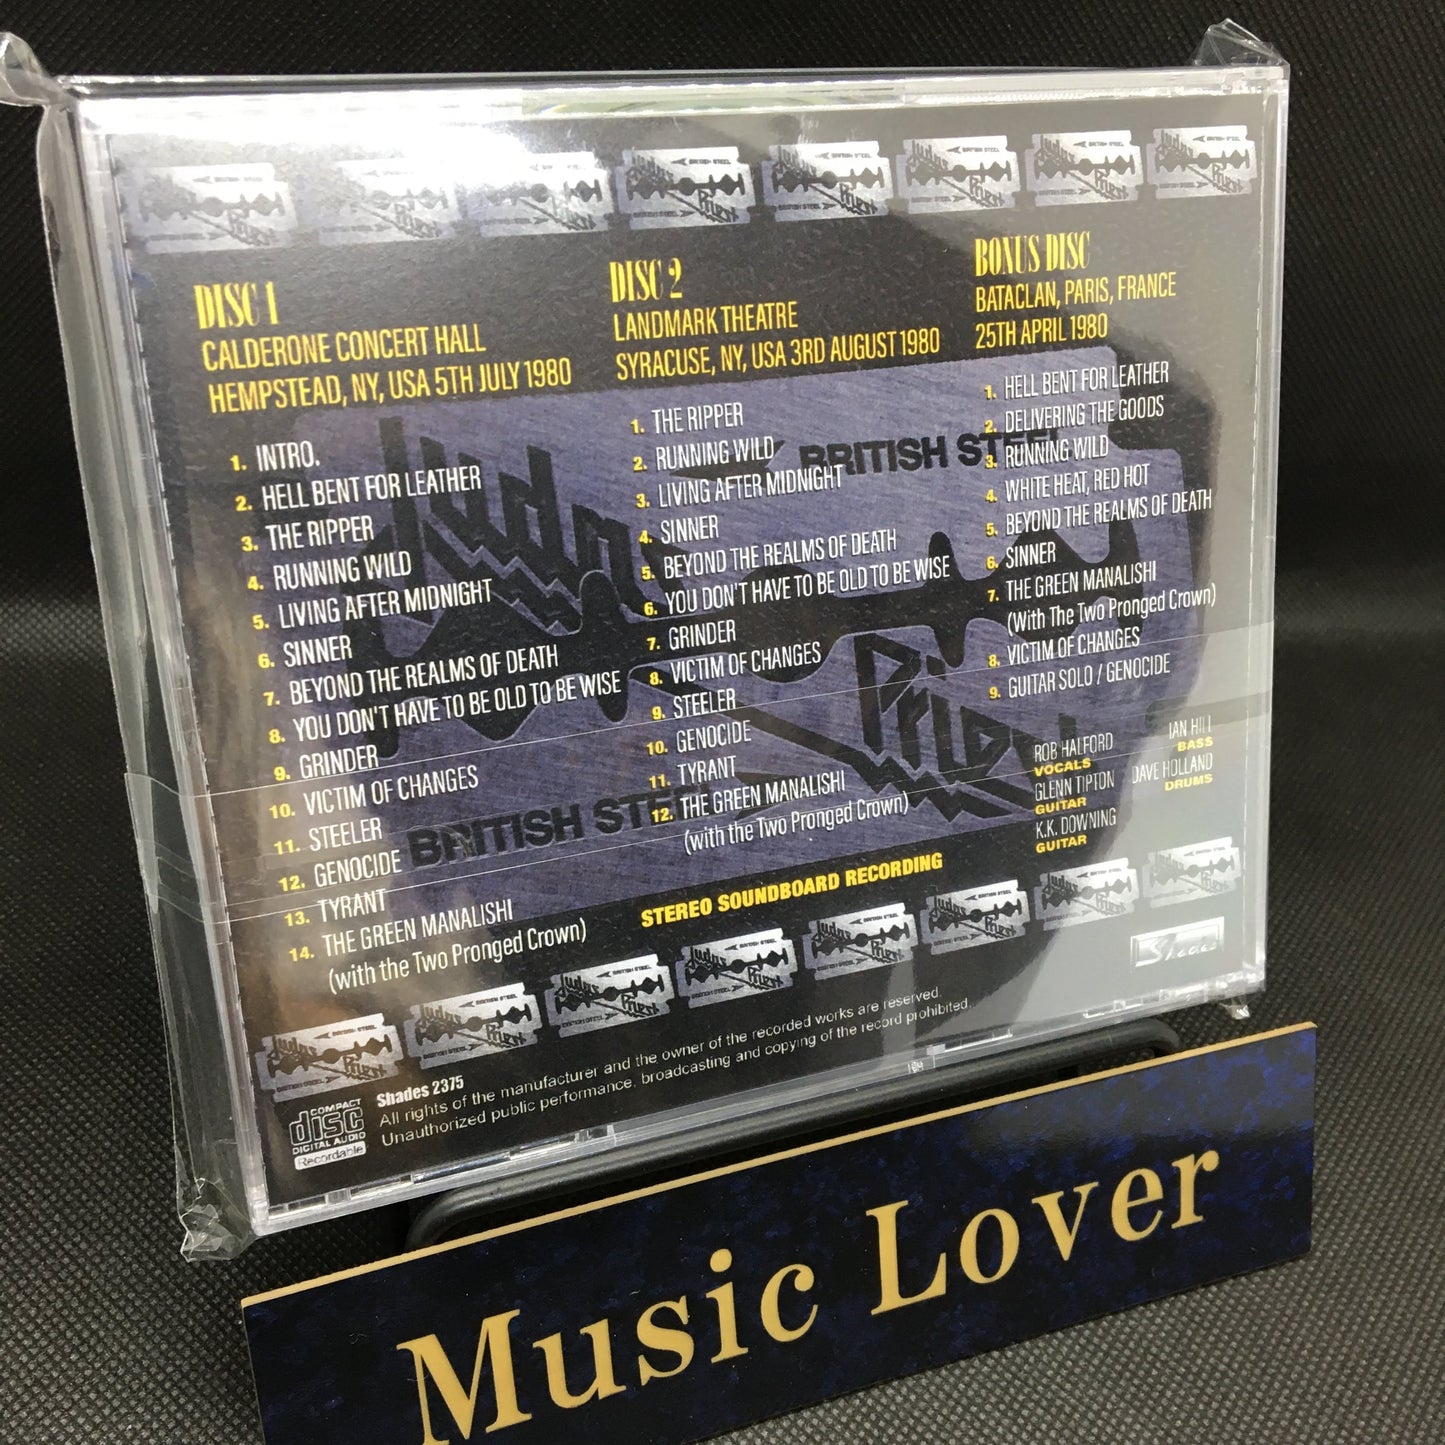 DISC 1
CALDERONE CONCERT HALL
HEMPSTEAD, NY, USA 5TH JULY 1980
1. INTRO.
2. HELL BENT FOR LEATHER
3. THE RIPPER
4. RUNNING WILD
5. LIVING AFTER MIDNIGHT
6. SINNER
7. BEYOND THE REALMS OF DEATH
8. YOU DON'T HAVE TO BE OLD TO BE WISE
9. GRINDER
10. VICTIM OF CHANGES
11. STEELER
12. GENOCIDE
13. TYRANT
14. THE GREEN MANALISHI
(with the Two Pronged Crown)
DISC 2
LANDMARK THEATRE
SYRACUSE, NY, USA 3RD AUGUST 1980
1. THE RIPPER
2. RUNNING WILD
3. LIVING AFTER MIDNIGHT
4. SINNER
5. BEYOND THE REALMS OF DEATH
6. YOU DON'T HAVE TO BE OLD TO BE WISE
7. GRINDER
8. VICTIM OF CHANGES
9. STEELER
10. GENOCIDE
11. TYRANT
12. THE GREEN MANALISHI
(with the Two Pronged Crown)
BONUS DISC
BATACLAN, PARIS, FRANCE
25TH APRIL 1980
1. HELL BENT FOR LEATHER
2. DELIVERING THE GOODS
3. RUNNING WILD
4. WHITE HEAT, RED HOT
5. BEYOND THE REALMS OF DEATH
6. SINNER
7. THE GREEN MANALISHI
(With The Two Pronged Crown)
8. VICTIM OF CHANGES
9. GUITAR SOLO / GENOCIDE
ROB HALFORD
VOCALS
GLENN TIPTON
GUITAR
K.K. DOWNING
GUITAR
IAN HILL
BASS
DAVE HOLLAND
DRUMS
Judas
Priest
BRITISH STEEL
BRITISH STEEL
STEREO SOUNDBOARD RECORDING
Shades
COMPACT
disc
DIGITAL AUDIO
Recordable
Shades 2375
All rights of the manufacturer and the owner of the recorded works are reserved.
Unauthorized public performance, broadcasting and copying of the record prohibited.
Music Lover